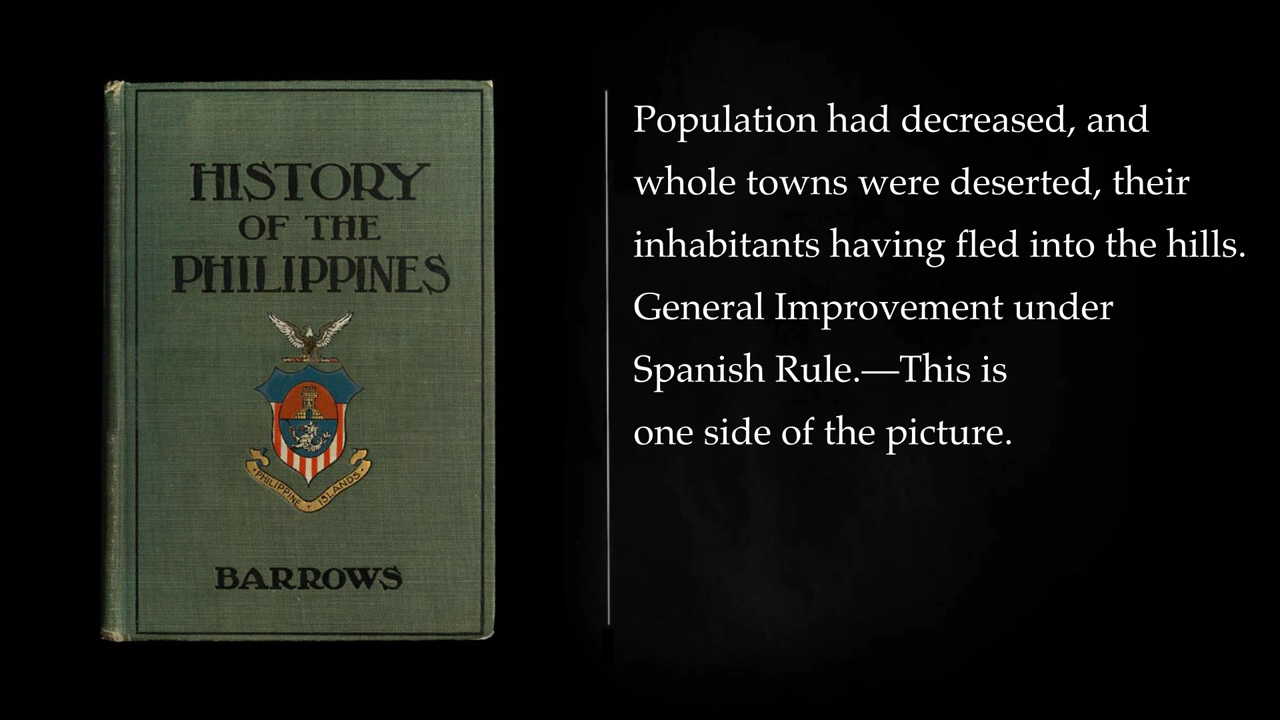 HISTORY
OF THE
PHILIPPINES
PHILIPPINE ISLANDS
BARROWS
Population had decreased, and
whole towns were deserted, their
inhabitants having fled into the hills.
General Improvement under
Spanish Rule.—This is
one side of the picture.